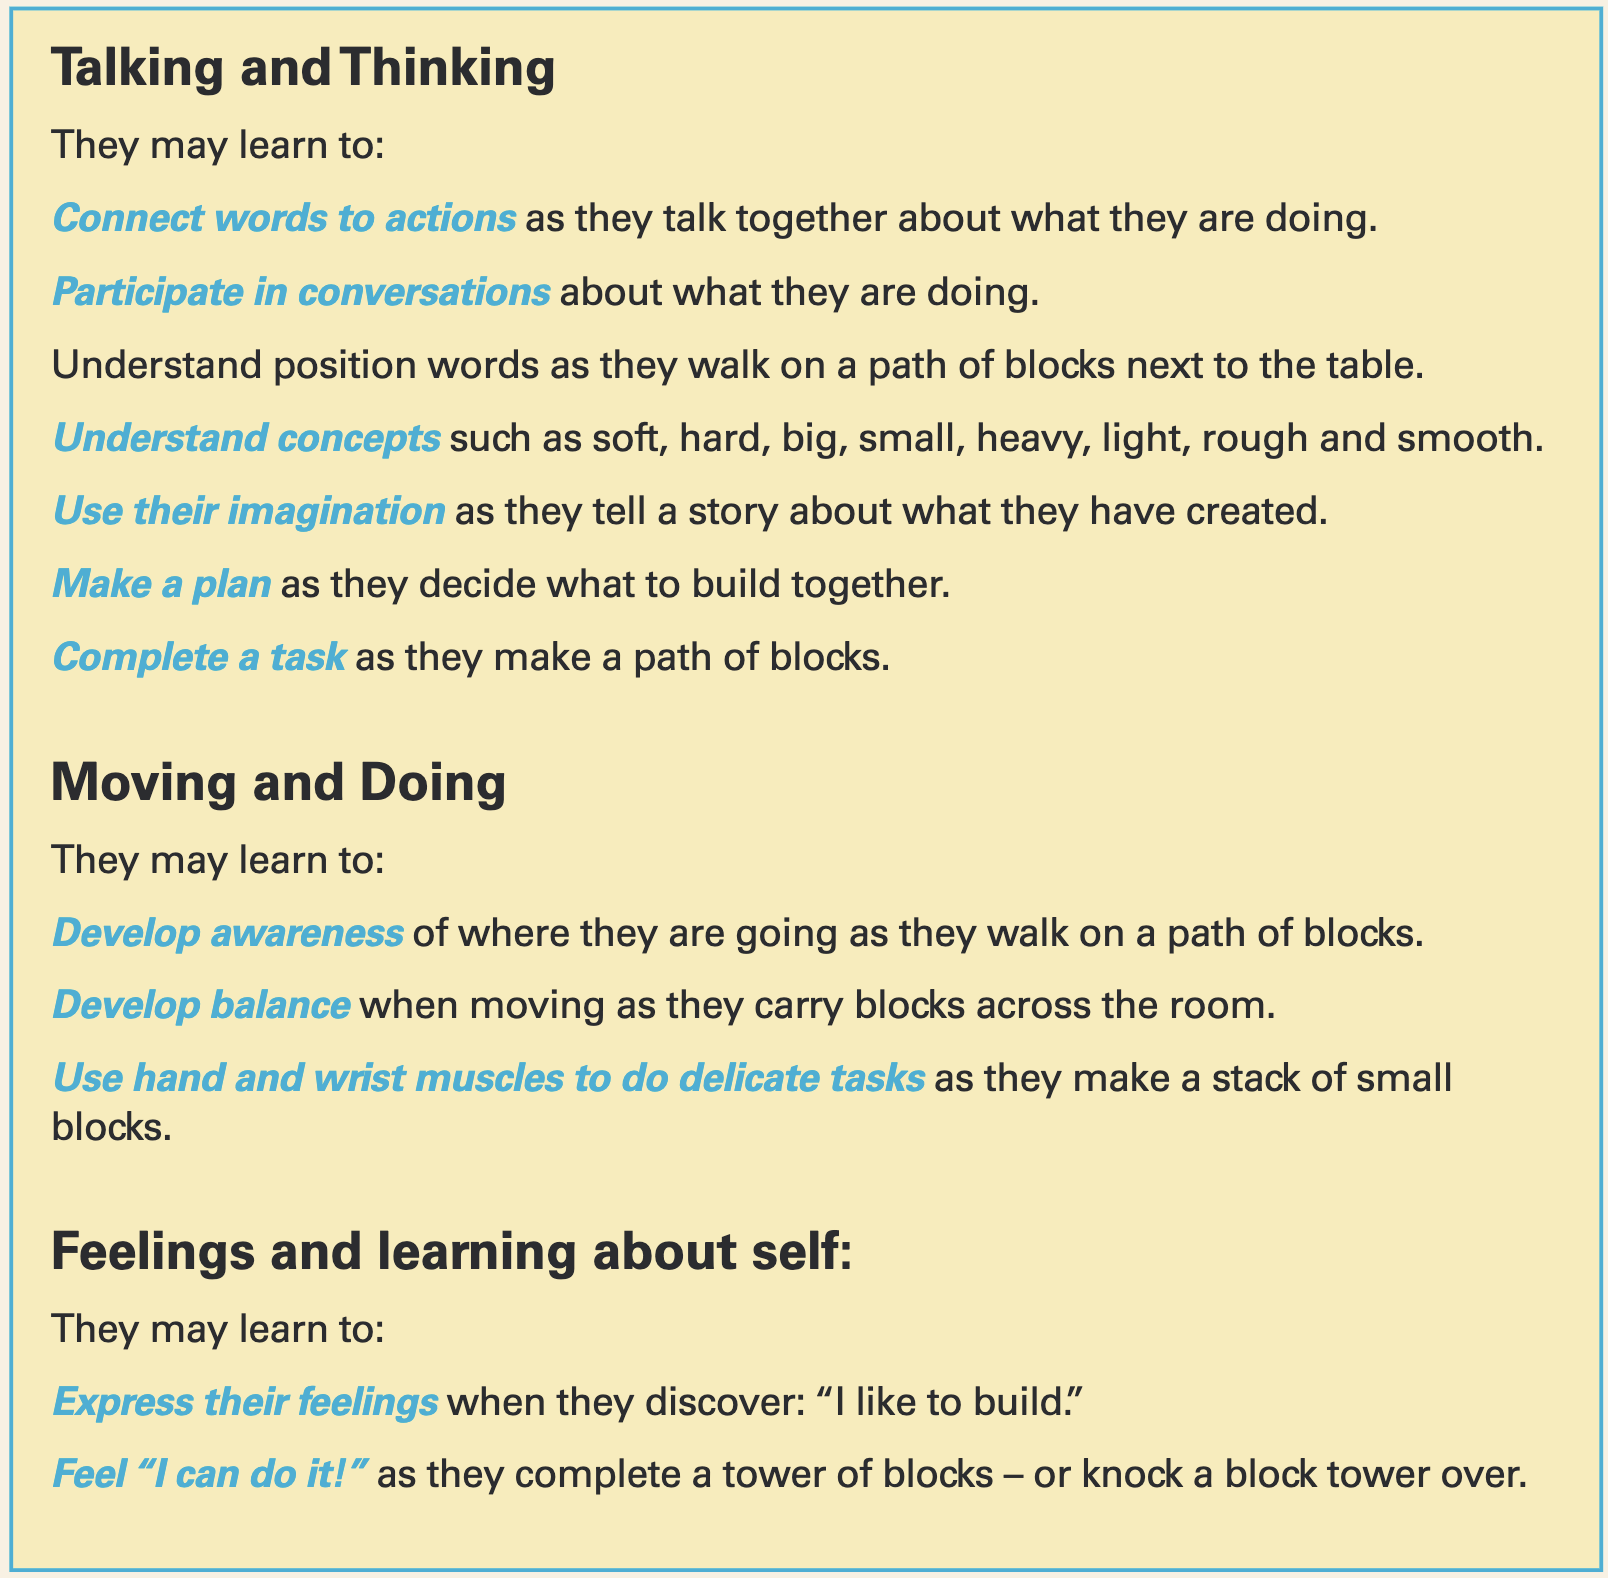 Talking and Thinking
They may learn to:
Connect words to actions as they talk together about what they are doing.
Participate in conversations about what they are doing.
Understand position words as they walk on a path of blocks next to the table.
Understand concepts such as soft, hard, big, small, heavy, light, rough and smooth.
Use their imagination as they tell a story about what they have created.
Make a plan as they decide what to build together.
Complete a task as they make a path of blocks.
Moving and Doing
They may learn to:
Develop awareness of where they are going as they walk on a path of blocks.
Develop balance when moving as they carry blocks across the room.
Use hand and wrist muscles to do delicate tasks as they make a stack of small
blocks.
Feelings and learning about self:
They may learn to:
Express their feelings when they discover: “I like to build.”
Feel “I can do it!” as they complete a tower of blocks – or knock a block tower over.